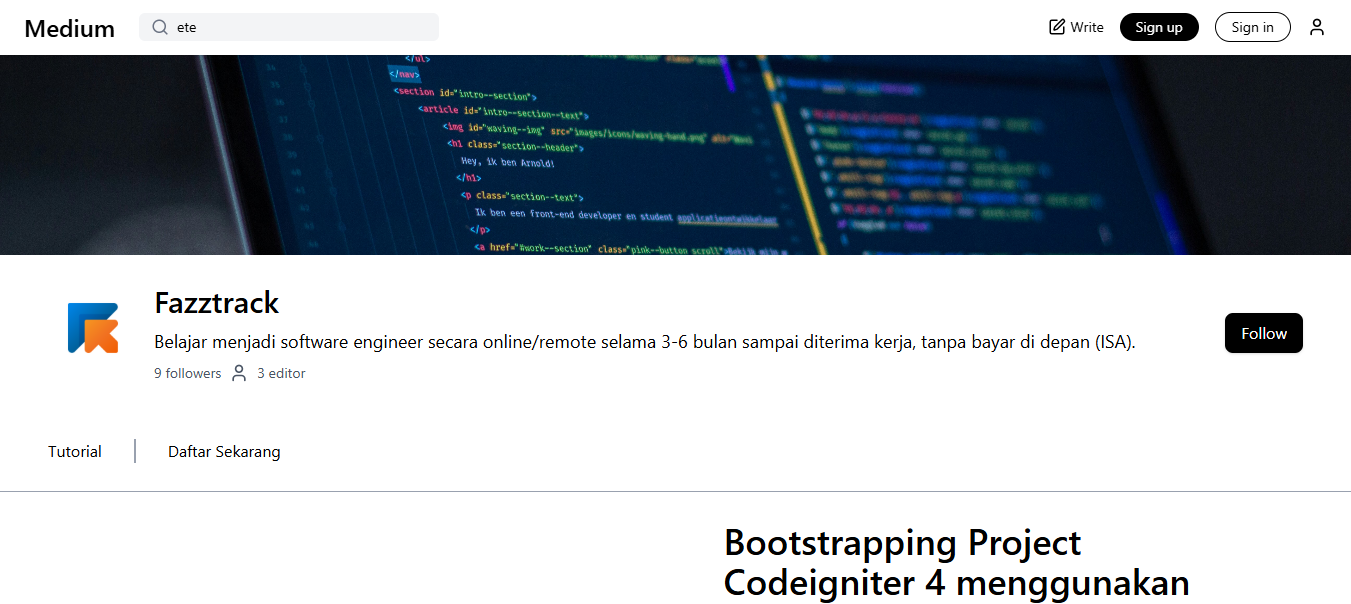 Medium
ete
Write
Sign up
Sign in
</ul>
</nav>
<section id="intro--section">
<article id="intro--section--text">
<img id="waving--img" src="images/icons/waving-hand.png"
<h1 class="section--header">
Hey, ik ben Arnold!
</h1>
<p class="section--text">
Ik ben een front-end developer en student
</p>
<a href="#work--section" class="pink--button scroll">Bekijk mijn
Fazztrack
Belajar menjadi software engineer secara online/remote selama 3-6 bulan sampai diterima kerja, tanpa bayar di depan (ISA).
Follow
9 followers 3 editor
Tutorial
Daftar Sekarang
Bootstrapping Project
Codeigniter 4 menggunakan